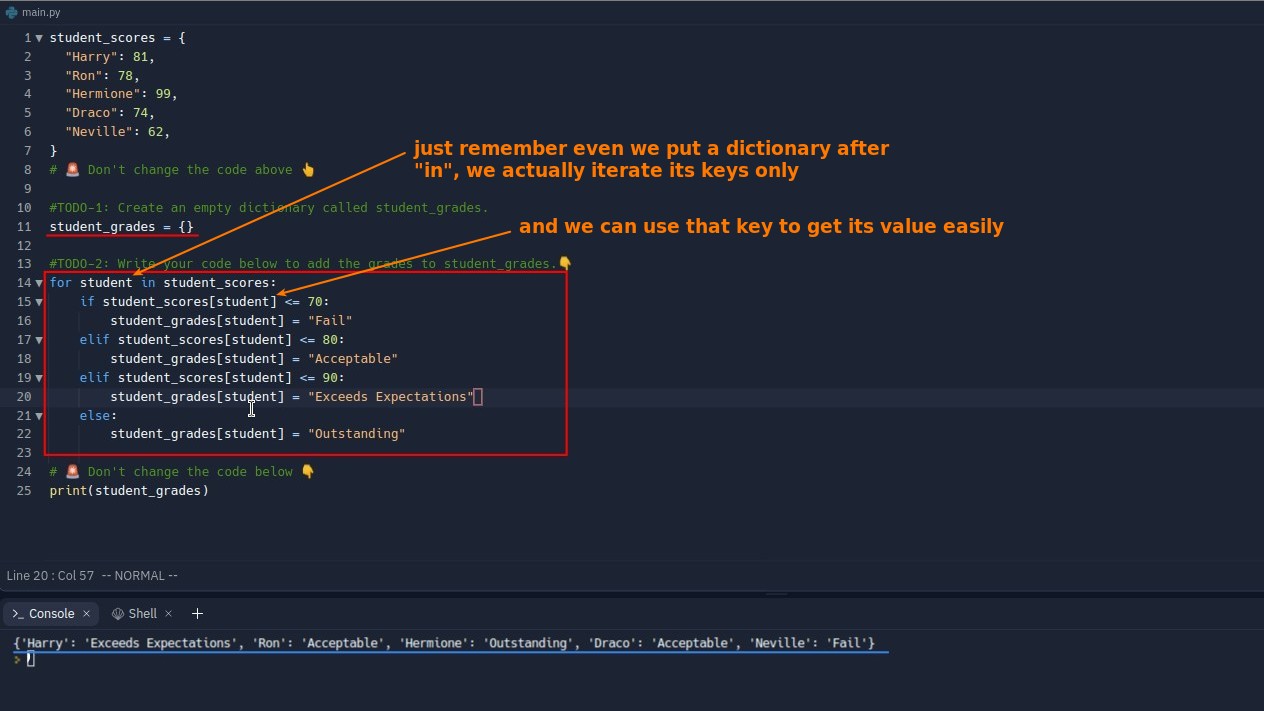 main.py
1 student_scores = {
2 "Harry": 81,
3 "Ron": 78,
4 "Hermione": 99,
5 "Draco": 74,
6 "Neville": 62,
7 }
8 # 🚨 Don't change the code above 👆
9
10 #TODO-1: Create an empty dictionary called student_grades.
11 student_grades = {}
12
13 #TODO-2: Write your code below to add the grades to student_grades.👇
14 for student in student_scores:
15 if student_scores[student] <= 70:
16 student_grades[student] = "Fail"
17 elif student_scores[student] <= 80:
18 student_grades[student] = "Acceptable"
19 elif student_scores[student] <= 90:
20 student_grades[student] = "Exceeds Expectations"
21 else:
22 student_grades[student] = "Outstanding"
23
24 # 🚨 Don't change the code below 👇
25 print(student_grades)
just remember even we put a dictionary after
"in", we actually iterate its keys only
and we can use that key to get its value easily
Line 20 : Col 57 -- NORMAL --
>_ Console × Shell × +
{'Harry': 'Exceeds Expectations', 'Ron': 'Acceptable', 'Hermione': 'Outstanding', 'Draco': 'Acceptable', 'Neville': 'Fail'}